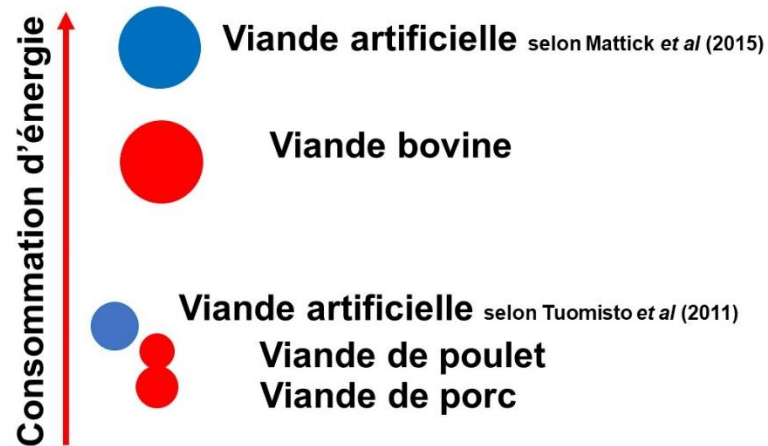 Consommation d'énergie
Viande artificielle selon Mattick et al (2015)
Viande bovine
Viande artificielle selon Tuomisto et al (2011)
Viande de poulet
Viande de porc